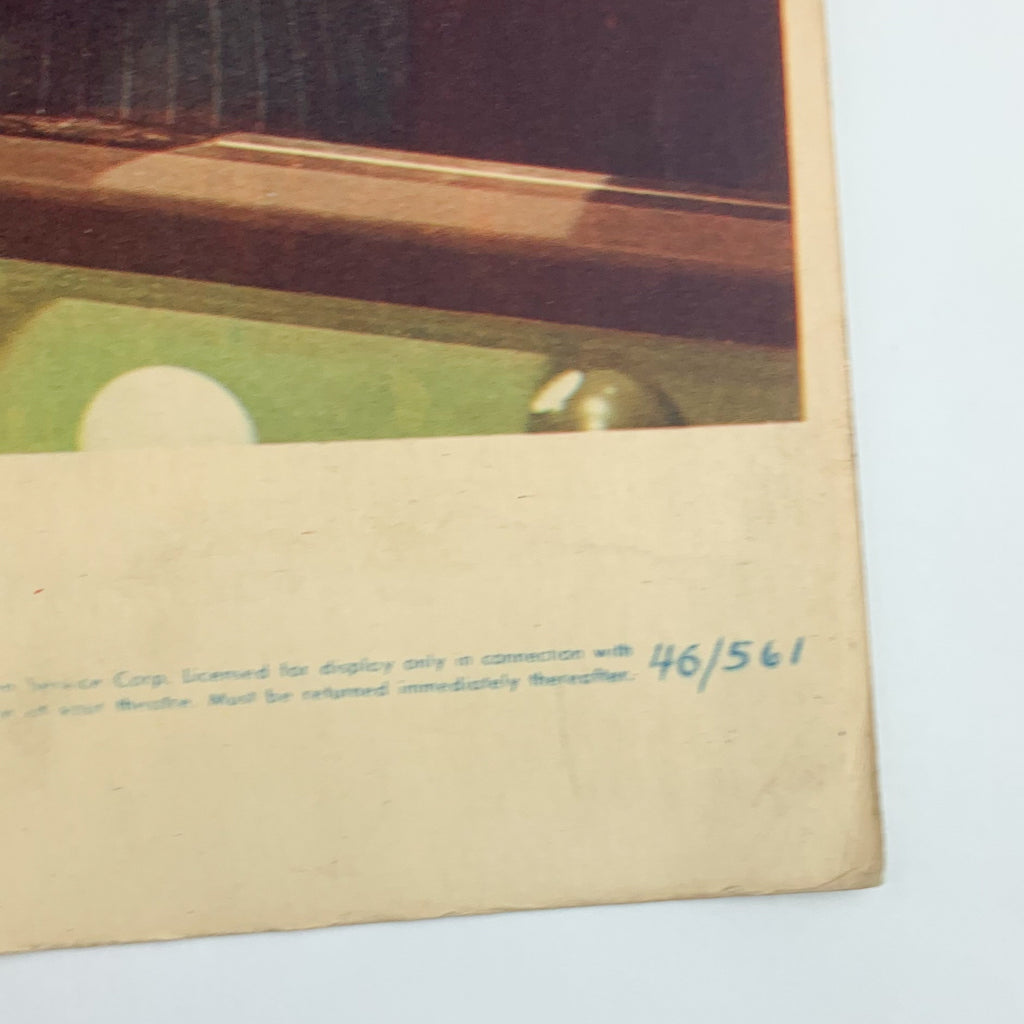 Service Corp. Licensed for display only in connection with
of your theatre. Must be returned immediately thereafter.
46/561